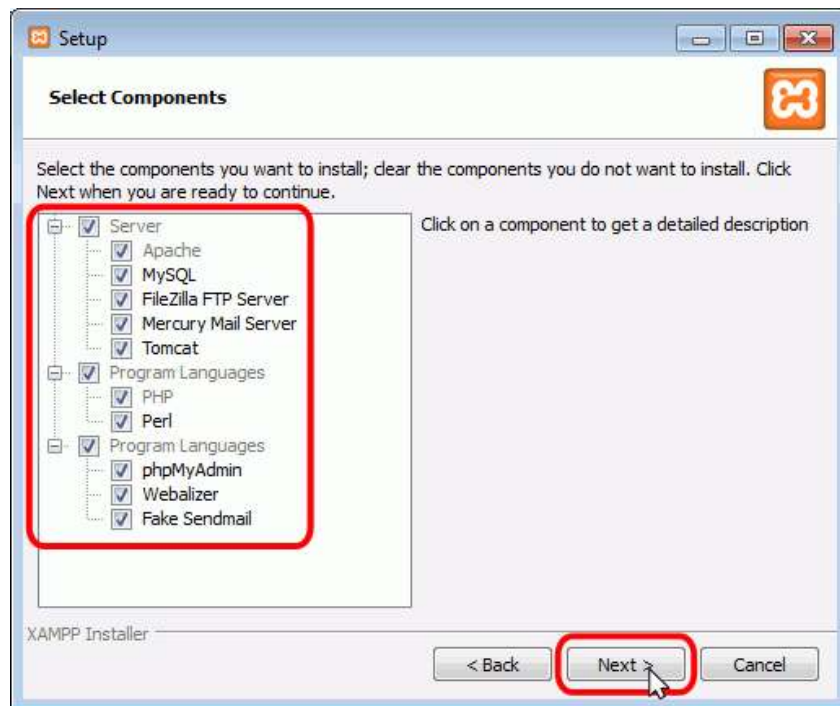 Setup
Select Components
Select the components you want to install; clear the components you do not want to install. Click
Next when you are ready to continue.
Server
Apache
MySQL
FileZilla FTP Server
Mercury Mail Server
Tomcat
Program Languages
PHP
Perl
Program Languages
phpMyAdmin
Webalizer
Fake Sendmail
Click on a component to get a detailed description
XAMPP Installer
< Back
Next >
Cancel